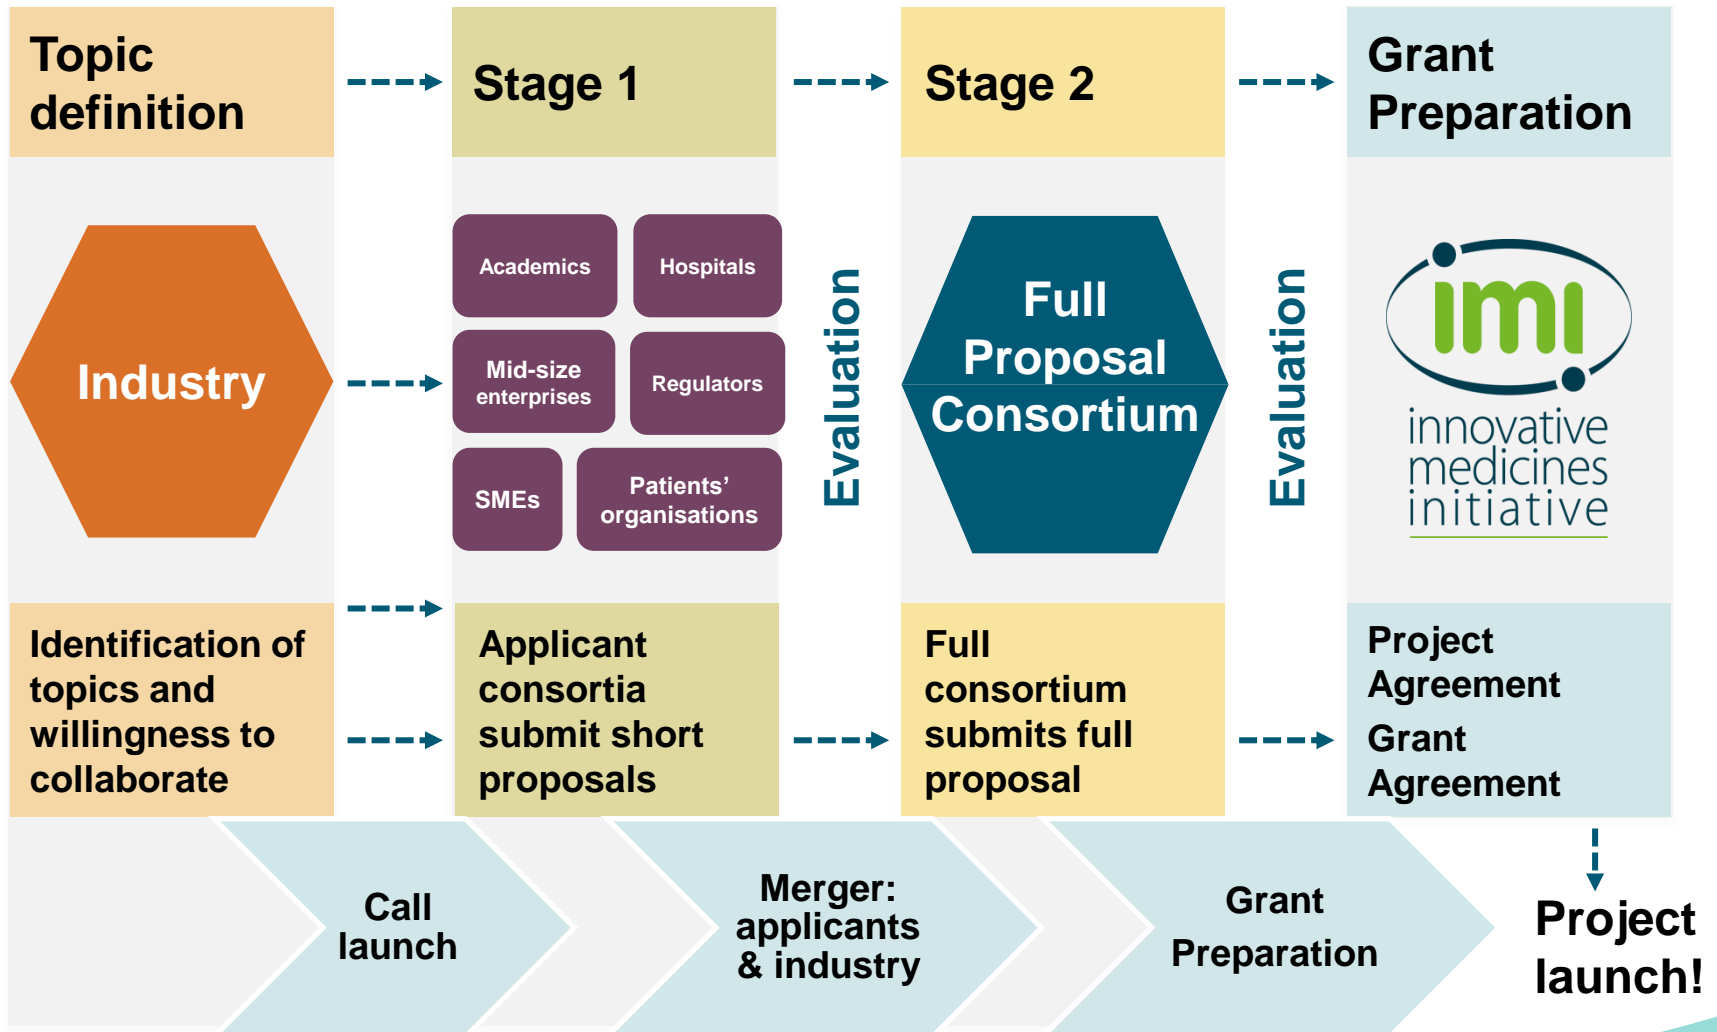 Topic
definition
Stage 1
Stage 2
Grant
Preparation
Industry
Academics
Hospitals
Mid-size
enterprises
Regulators
SMEs
Patients’
organisations
Evaluation
Full
Proposal
Consortium
Evaluation
imi
innovative
medicines
initiative
Identification of
topics and
willingness to
collaborate
Applicant
consortia
submit short
proposals
Full
consortium
submits full
proposal
Project
Agreement
Grant
Agreement
Call
launch
Merger:
applicants
& industry
Grant
Preparation
Project
launch!